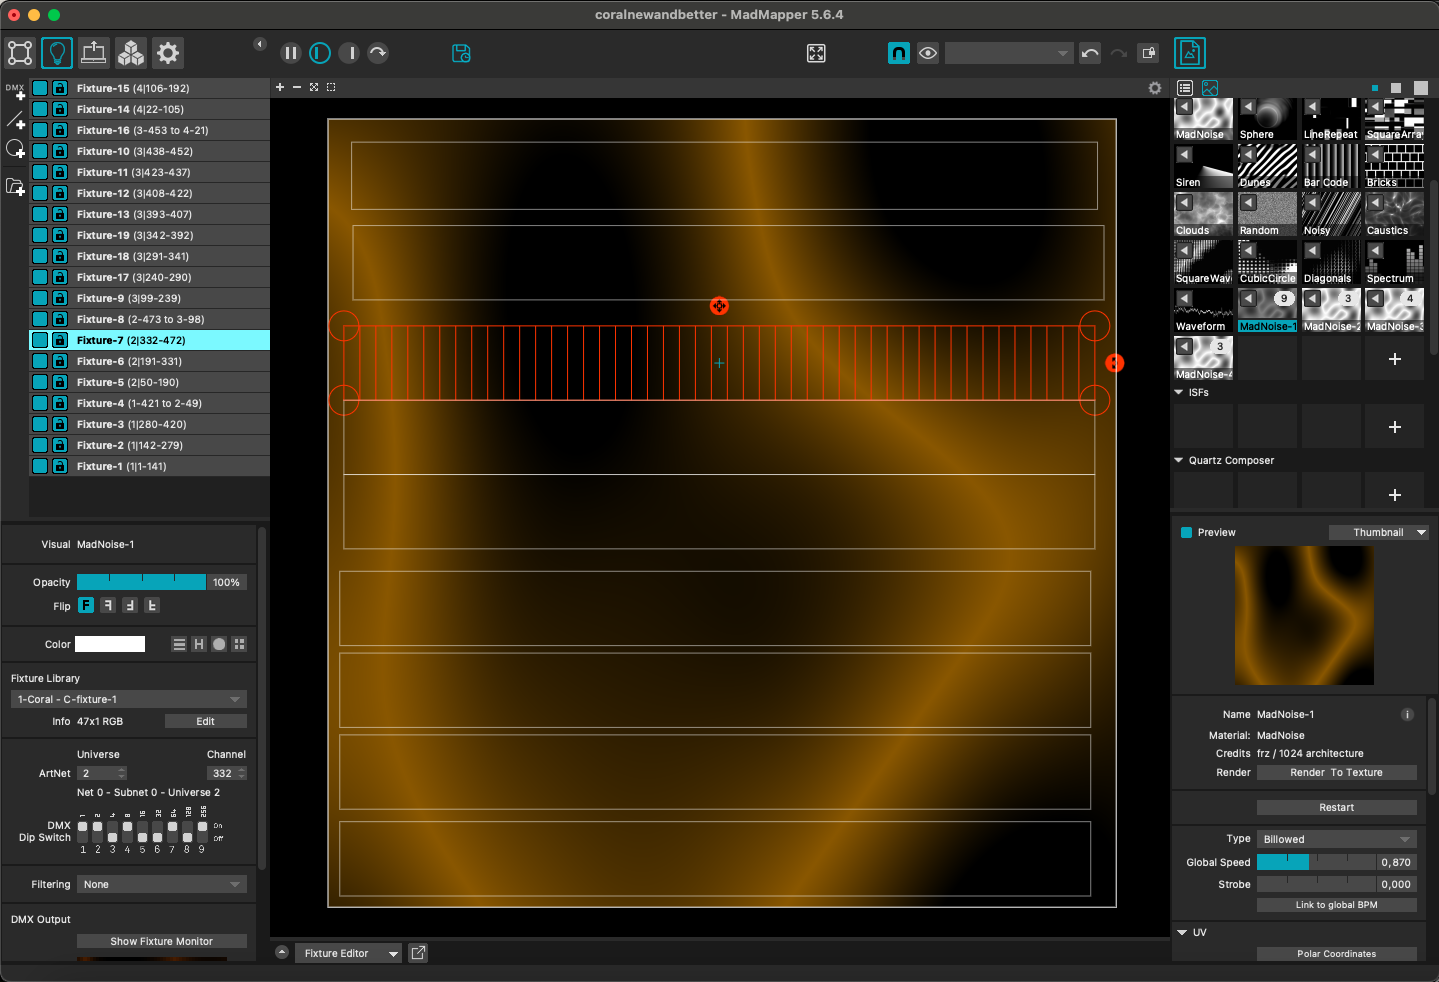 coralnewandbetter - MadMapper 5.6.4
DMX
Fixture-15 (4|106-192)
Fixture-14 (4|22-105)
Fixture-16 (3-453 to 4-21)
Fixture-10 (3|438-452)
Fixture-11 (3|423-437)
Fixture-12 (3|408-422)
Fixture-13 (3|393-407)
Fixture-19 (3|342-392)
Fixture-18 (3|291-341)
Fixture-17 (3|240-290)
Fixture-9 (3|99-239)
Fixture-8 (2-473 to 3-98)
Fixture-7 (2|332-472)
Fixture-6 (2|191-331)
Fixture-5 (2|50-190)
Fixture-4 (1-421 to 2-49)
Fixture-3 (1|280-420)
Fixture-2 (1|142-279)
Fixture-1 (1|1-141)
Visual MadNoise-1
Opacity 100%
Flip F
Color H
Fixture Library
1-Coral - C-fixture-1
Info 47x1 RGB Edit
Universe Channel
ArtNet 2 332
Net 0 - Subnet 0 - Universe 2
1 2 4 8 16 32 64 128 256
DMX On
Dip Switch Off
1 2 3 4 5 6 7 8 9
Filtering None
DMX Output
Show Fixture Monitor
Fixture Editor
MadNoise Sphere LineRepeat SquareArra
Siren Dunes Bar Code Bricks
Clouds Random Noisy Caustics
SquareWav CubicCircle Diagonals Spectrum
9 3 4
Waveform MadNoise-1 MadNoise-2 MadNoise-3
3
MadNoise-4
ISFs
Quartz Composer
Preview Thumbnail
Name MadNoise-1 i
Material: MadNoise
Credits frz / 1024 architecture
Render Render To Texture
Restart
Type Billowed
Global Speed 0,870
Strobe 0,000
Link to global BPM
UV
Polar Coordinates